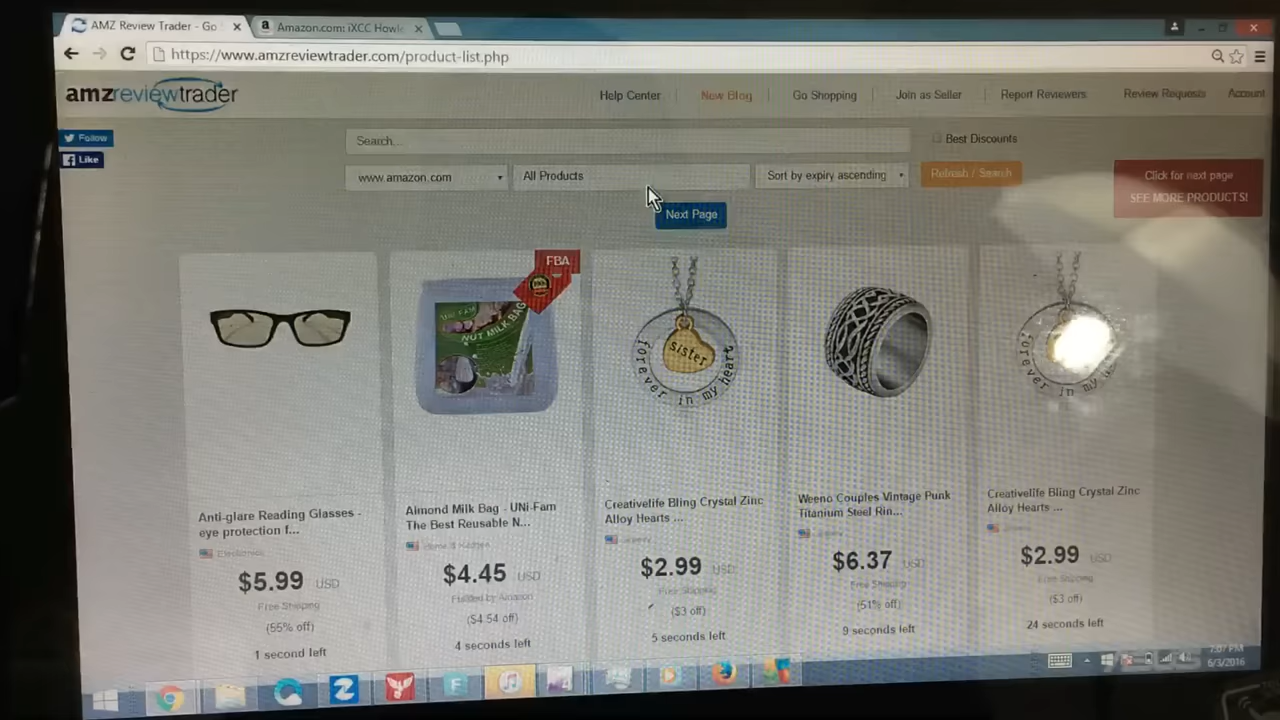 AMZ Review Trader - Go
Amazon.com: iXCC Howl
https://www.amzreviewtrader.com/product-list.php
amzreviewtrader
Help Center
New Blog
Go Shopping
Join as Seller
Report Reviewers
Review Requests
Account
Follow
Like
Search...
Best Discounts
www.amazon.com
All Products
Sort by expiry ascending
Refresh / Search
Click for next page
SEE MORE PRODUCTS!
Next Page
FBA
NUT MILK BAG
sister
forever in my heart
forever in my
Anti-glare Reading Glasses -
eye protection f...
Electronics
$5.99 USD
Free Shipping
(55% off)
1 second left
Almond Milk Bag - UNi-Fam
The Best Reusable N...
$4.45 USD
Fulfilled by Amazon
($4.54 off)
4 seconds left
Creativelife Bling Crystal Zinc
Alloy Hearts ...
Jewelry
$2.99 USD
Free Shipping
($3 off)
5 seconds left
Weeno Couples Vintage Punk
Titanium Steel Rin...
Jewelry
$6.37 USD
Free Shipping
(51% off)
9 seconds left
Creativelife Bling Crystal Zinc
Alloy Hearts ...
Jewelry
$2.99 USD
Free Shipping
($3 off)
24 seconds left
7:07 PM
6/3/2016